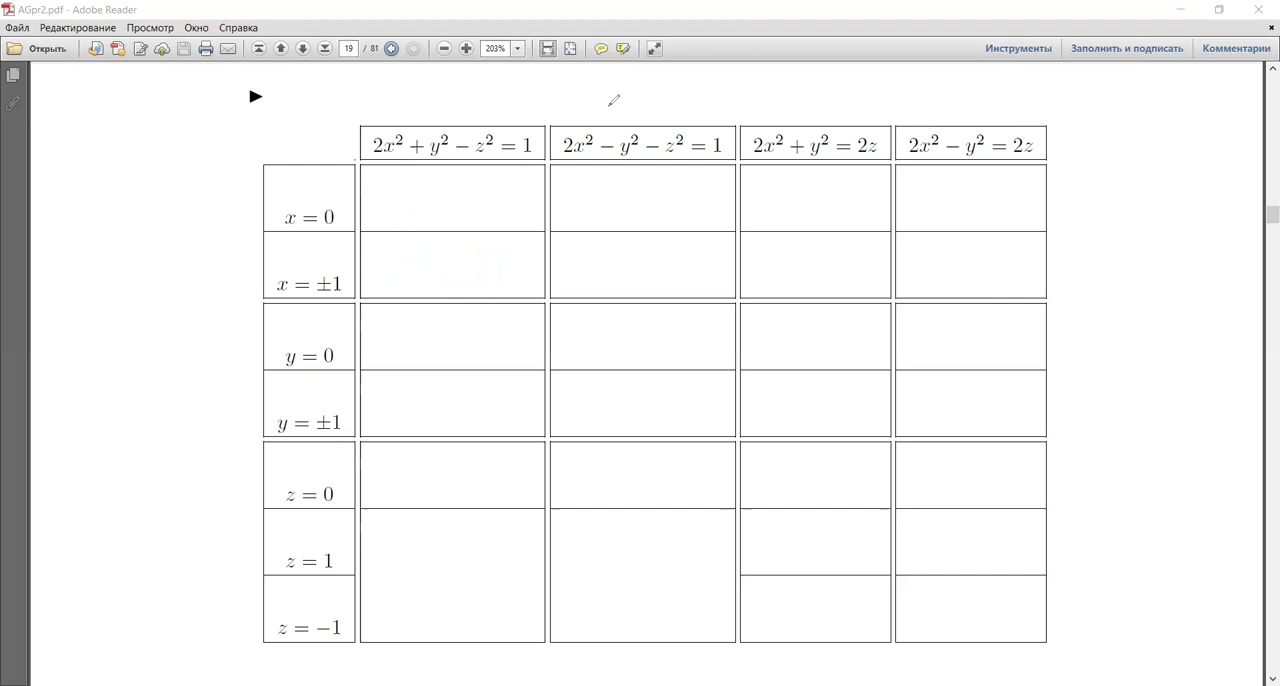 AGpr2.pdf - Adobe Reader
Файл Редактирование Просмотр Окно Справка
Открыть 19 / 81 203% Инструменты Заполнить и подписать Комментарии
2x² + y² − z² = 1 2x² − y² − z² = 1 2x² + y² = 2z 2x² − y² = 2z
x = 0
x = ±1
y = 0
y = ±1
z = 0
z = 1
z = −1